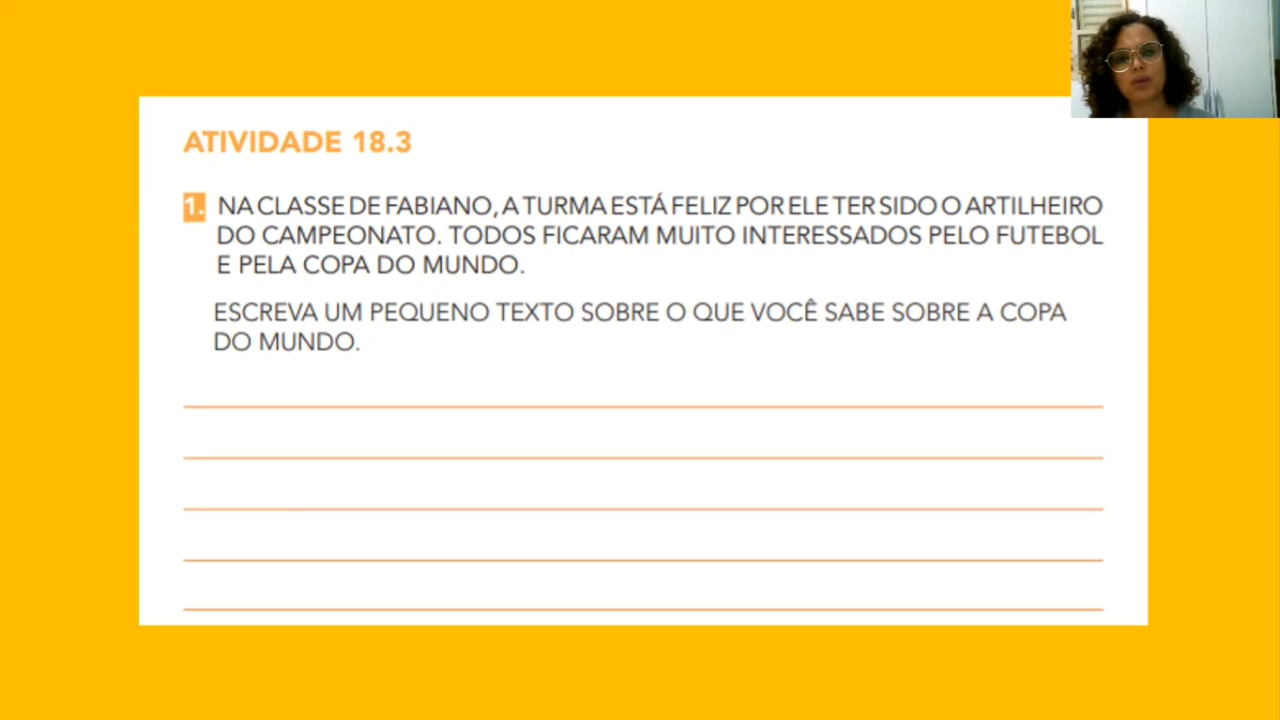 ATIVIDADE 18.3
1. NA CLASSE DE FABIANO, A TURMA ESTÁ FELIZ POR ELE TER SIDO O ARTILHEIRO
DO CAMPEONATO. TODOS FICARAM MUITO INTERESSADOS PELO FUTEBOL
E PELA COPA DO MUNDO.
ESCREVA UM PEQUENO TEXTO SOBRE O QUE VOCÊ SABE SOBRE A COPA
DO MUNDO.